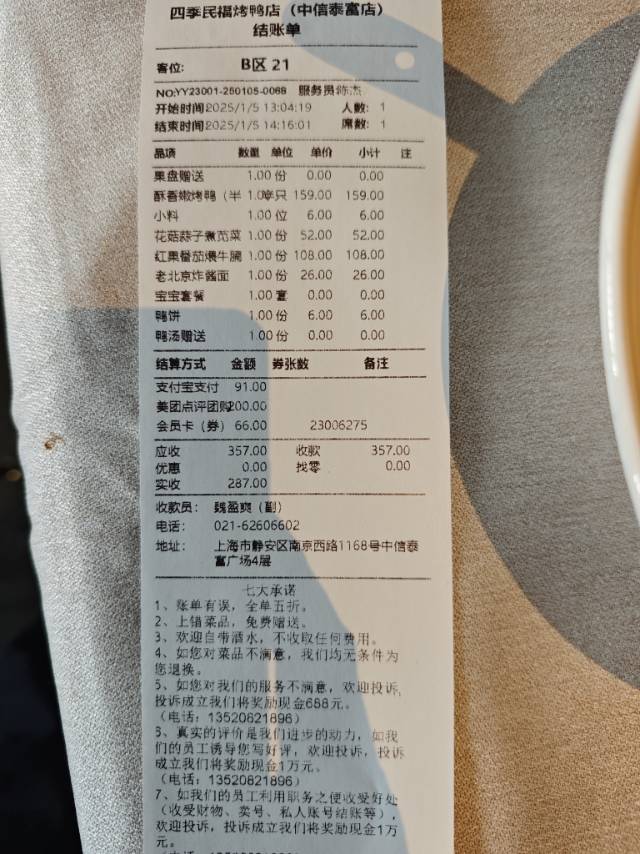 四季民福烤鸭店（中信泰富店）
结账单
客位: B区 21
NO:YY23001-250105-0068 服务员:陈杰
开始时间2025/1/5 13:04:19 人数: 1
结束时间2025/1/5 14:16:01 席数: 1
品项 数量 单位 单价 小计 注
果盘赠送 1.00 份 0.00 0.00
酥香嫩烤鸭（半 1.00 只 159.00 159.00
小料 1.00 位 6.00 6.00
花菇蒜子煮苋菜 1.00 份 52.00 52.00
红果番茄煨牛腩 1.00 份 108.00 108.00
老北京炸酱面 1.00 份 26.00 26.00
宝宝套餐 1.00 套 0.00 0.00
鸭饼 1.00 份 6.00 6.00
鸭汤赠送 1.00 份 0.00 0.00
结算方式 金额 券张数 备注
支付宝支付 91.00
美团点评团购200.00
会员卡（券） 66.00 23006275
应收 357.00 收款 357.00
优惠 0.00 找零 0.00
实收 287.00
收款员: 魏盈爽（副）
电话: 021-62606602
地址: 上海市静安区南京西路1168号中信泰
富广场4层
七大承诺
1、账单有误，全单五折。
2、上错菜品，免费赠送。
3、欢迎自带酒水，不收取任何费用。
4、如您对菜品不满意，我们均无条件为
您退换。
5、如您对我们的服务不满意，欢迎投诉，
投诉成立我们将奖励现金688元。
（电话：13520621896）
6、真实的评价是我们进步的动力，如我
们的员工诱导您写好评，欢迎投诉，投诉
成立我们将奖励现金1万元。
（电话：13520821896）
7、如我们的员工利用职务之便收受好处
（收受财物、卖号、私人账号结账等），
欢迎投诉，投诉成立我们将奖励现金1万
元。